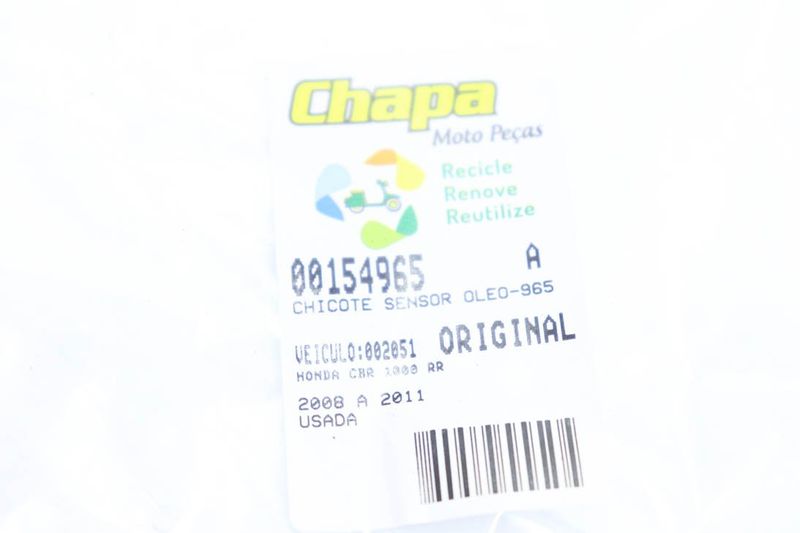 Chapa
Moto Peças
Recicle
Renove
Reutilize
00154965 A
CHICOTE SENSOR OLEO-965
VEICULO:002051 ORIGINAL
HONDA CBR 1000 RR
2008 A 2011
USADA